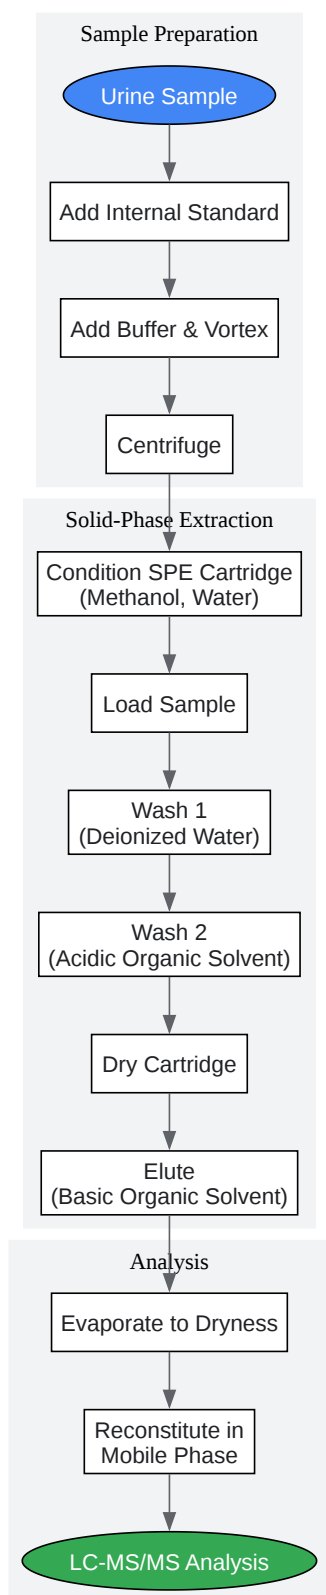 Sample Preparation
Urine Sample
Add Internal Standard
Add Buffer & Vortex
Centrifuge
Solid-Phase Extraction
Condition SPE Cartridge
(Methanol, Water)
Load Sample
Wash 1
(Deionized Water)
Wash 2
(Acidic Organic Solvent)
Dry Cartridge
Elute
(Basic Organic Solvent)
Analysis
Evaporate to Dryness
Reconstitute in
Mobile Phase
LC-MS/MS Analysis